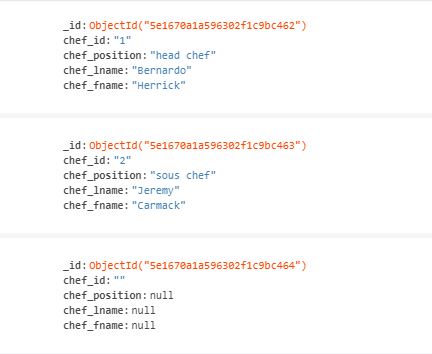 _id: ObjectId("5e1670a1a596302f1c9bc462")
chef_id: "1"
chef_position: "head chef"
chef_lname: "Bernardo"
chef_fname: "Herrick"
_id: ObjectId("5e1670a1a596302f1c9bc463")
chef_id: "2"
chef_position: "sous chef"
chef_lname: "Jeremy"
chef_fname: "Carmack"
_id: ObjectId("5e1670a1a596302f1c9bc464")
chef_id: ""
chef_position: null
chef_lname: null
chef_fname: null